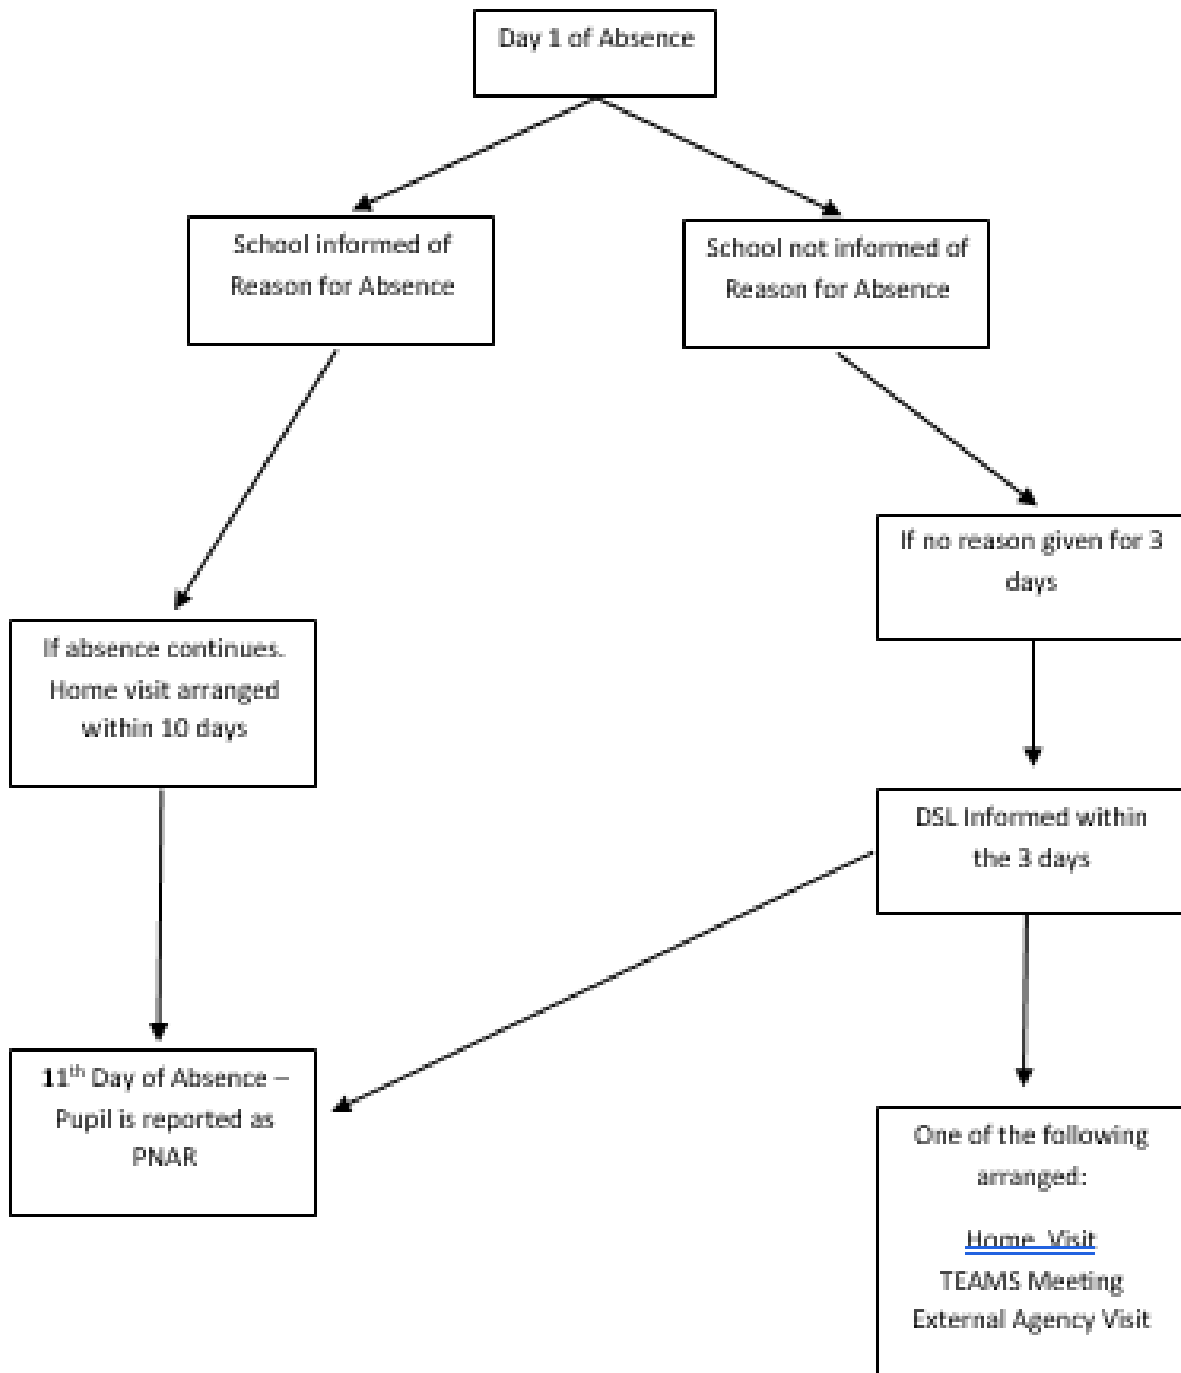 Day 1 of Absence
School informed of
Reason for Absence
School not informed of
Reason for Absence
If no reason given for 3
days
If absence continues.
Home visit arranged
within 10 days
DSL Informed within
the 3 days
11th Day of Absence –
Pupil is reported as
PNAR
One of the following
arranged:
Home Visit
TEAMS Meeting
External Agency Visit